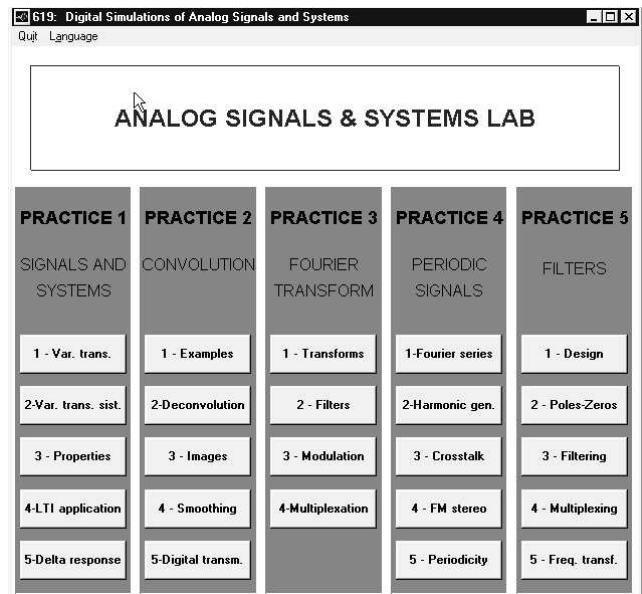 619: Digital Simulations of Analog Signals and Systems
Quit Language
ANALOG SIGNALS & SYSTEMS LAB
PRACTICE 1
SIGNALS AND
SYSTEMS
1 - Var. trans.
2-Var. trans. sist.
3 - Properties
4-LTI application
5-Delta response
PRACTICE 2
CONVOLUTION
1 - Examples
2-Deconvolution
3 - Images
4 - Smoothing
5-Digital transm.
PRACTICE 3
FOURIER
TRANSFORM
1 - Transforms
2 - Filters
3 - Modulation
4-Multiplexation
PRACTICE 4
PERIODIC
SIGNALS
1-Fourier series
2-Harmonic gen.
3 - Crosstalk
4 - FM stereo
5 - Periodicity
PRACTICE 5
FILTERS
1 - Design
2 - Poles-Zeros
3 - Filtering
4 - Multiplexing
5 - Freq. transf.